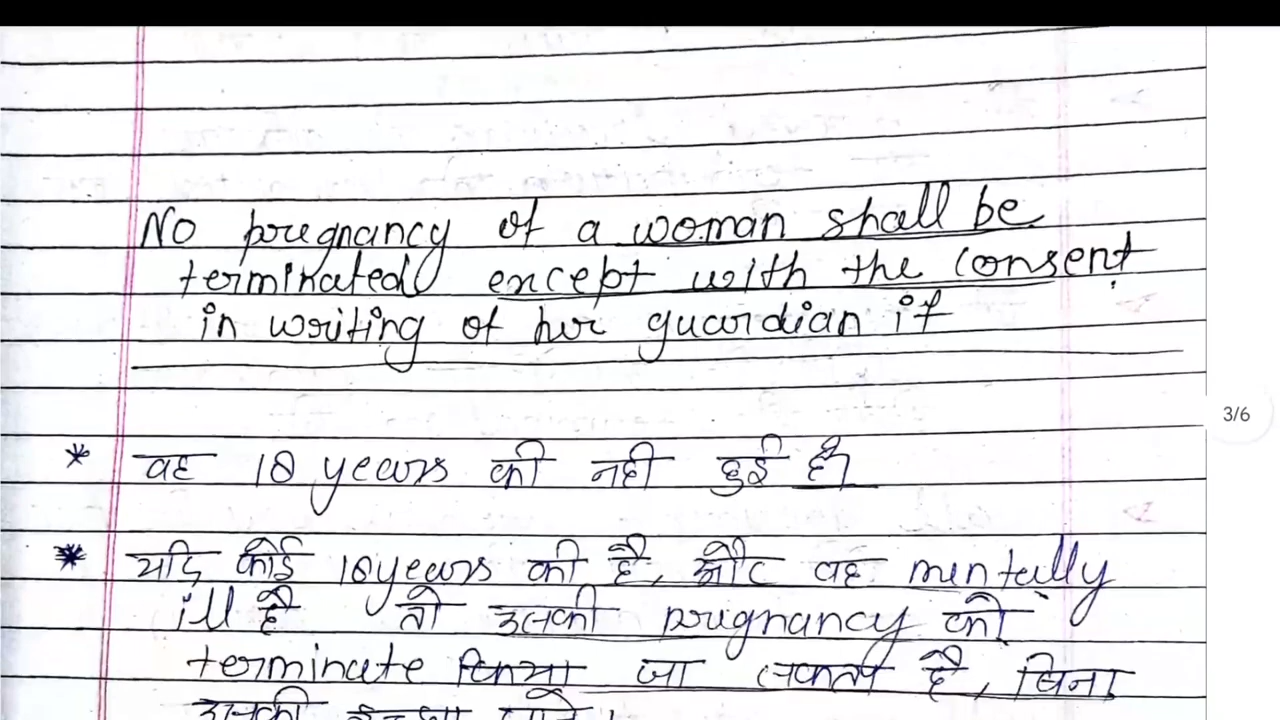 No pregnancy of a woman shall be
terminated except with the consent
in writing of her guardian if
3/6
* वह 18 years की नही हुई है।
* यदि कोई 18 years की है, और वह mentally
ill है तो उसकी pregnancy को
terminate किया जा सकता है, बिना
उसकी